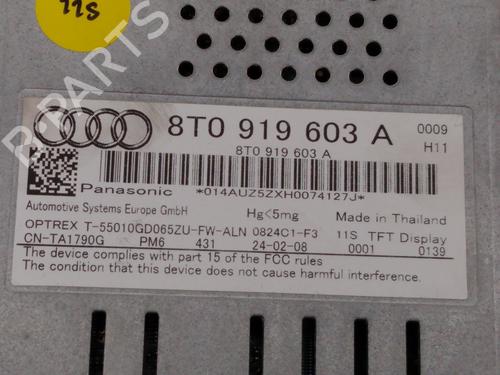 11S
8T0 919 603 A
0009
H11
8T0 919 603 A
Panasonic
*014AUZ5ZXH0074127J*
Automotive Systems Europe GmbH
Hg<5mg
Made in Thailand
OPTREX T-55010GD065ZU-FW-ALN 0824C1-F3
11S TFT Display
CN-TA1790G PM6 431 24-02-08 0001 0139
The device complies with part 15 of the FCC rules
The condition that this device does not cause harmful interference.
R-PARTS